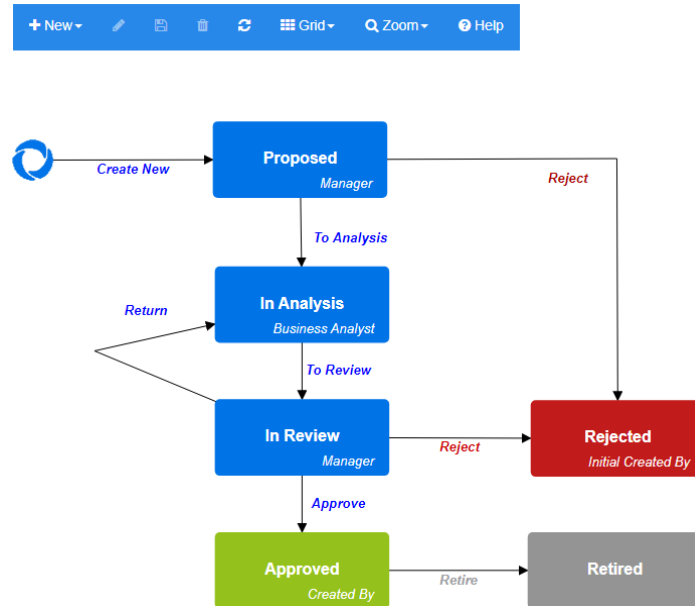 New
Grid
Zoom
Help
Proposed
Manager
Create New
Reject
To Analysis
In Analysis
Business Analyst
Return
To Review
In Review
Manager
Reject
Rejected
Initial Created By
Approve
Approved
Created By
Retire
Retired